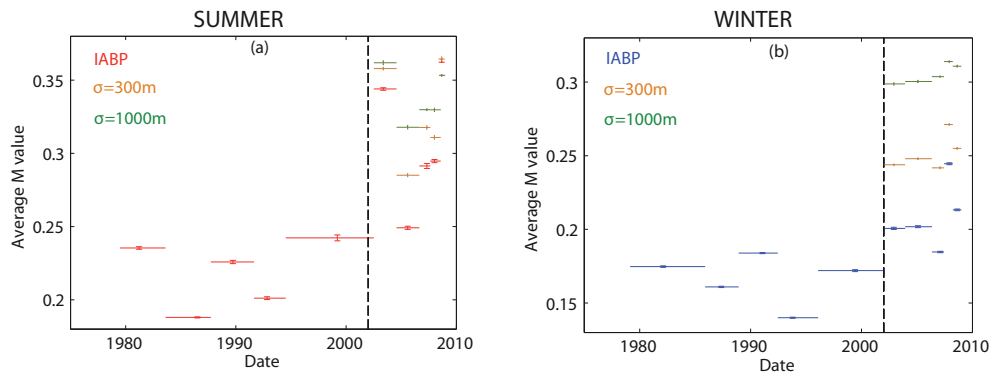 SUMMER
(a)
IABP
σ=300m
σ=1000m
0.35
0.3
0.25
0.2
Average M value
1980
1990
2000
2010
Date
WINTER
(b)
IABP
σ=300m
σ=1000m
0.3
0.25
0.2
0.15
Average M value
1980
1990
2000
2010
Date